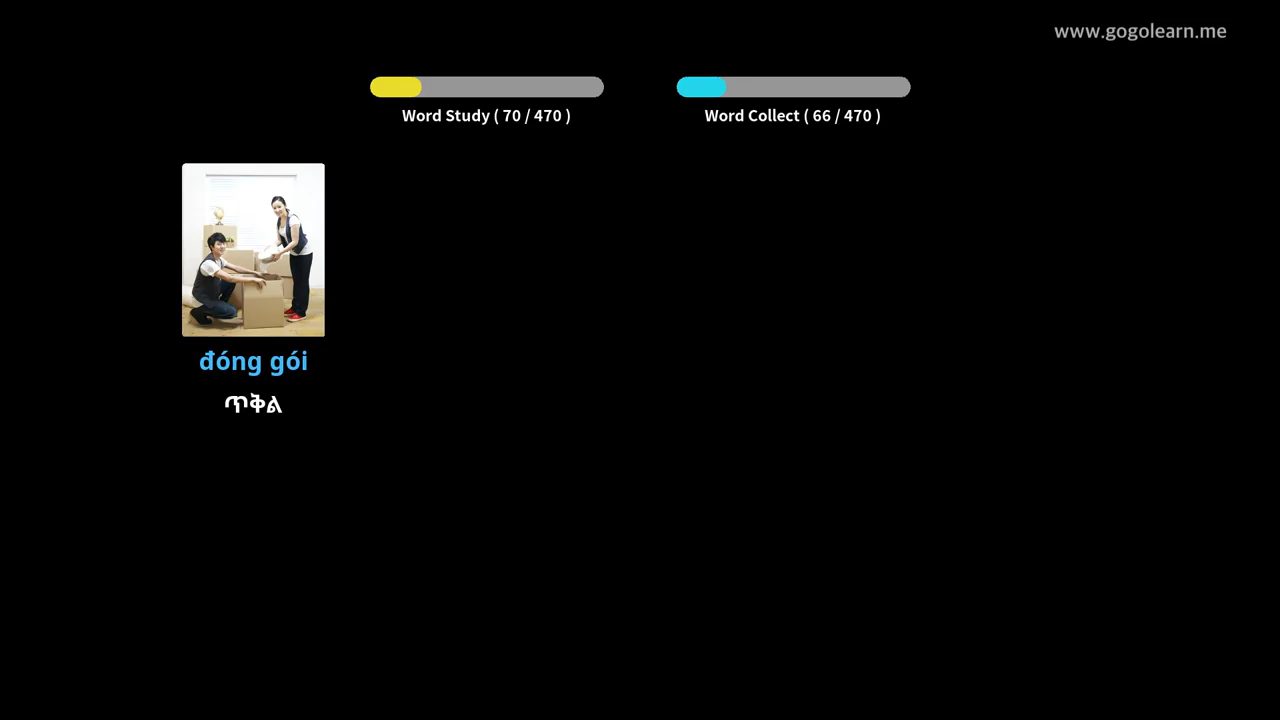 www.gogolearn.me
Word Study ( 70 / 470 )
Word Collect ( 66 / 470 )
đóng gói
ጥቅል